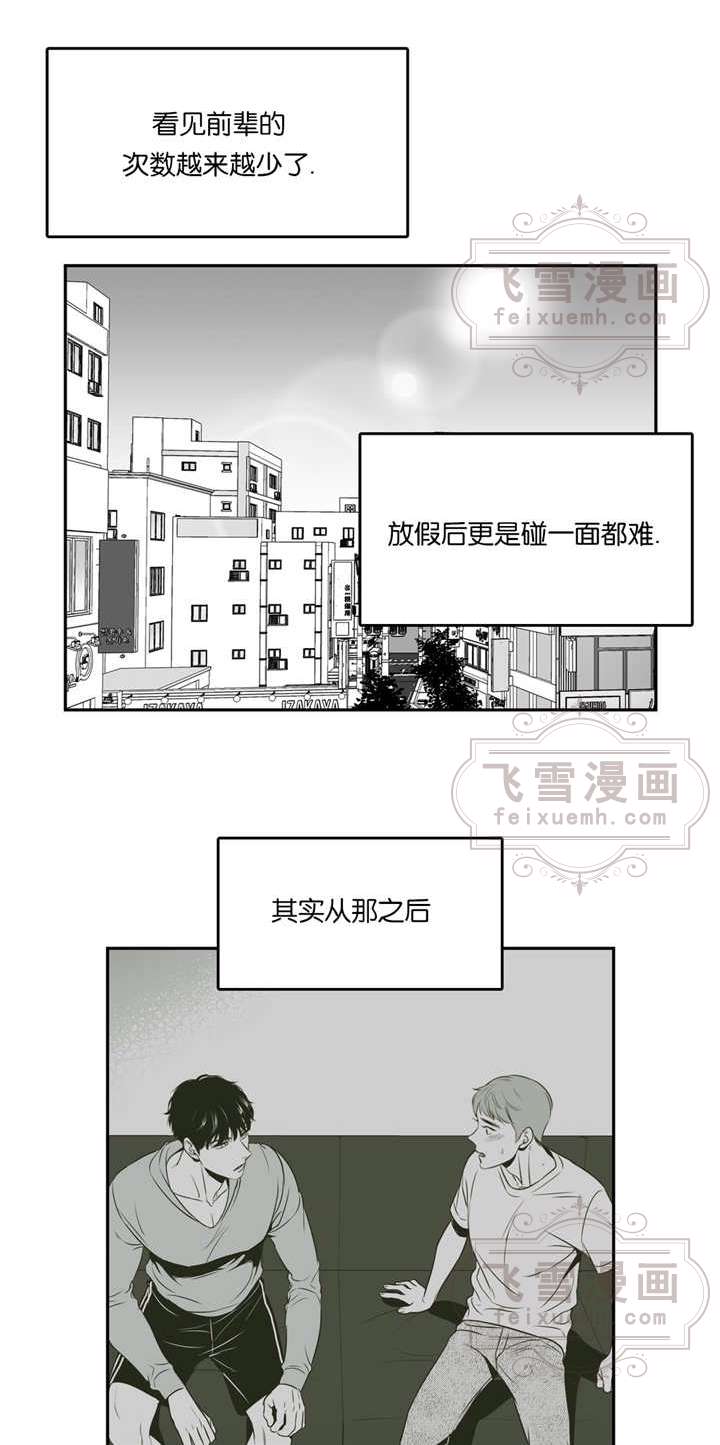 看见前辈的
次数越来越少了.
飞雪漫画
feixuemh.com
放假后更是碰一面都难.
IZAKAYA
IZAKAYA
飞雪漫画
feixuemh.com
其实从那之后
飞雪漫画
feixuemh.com